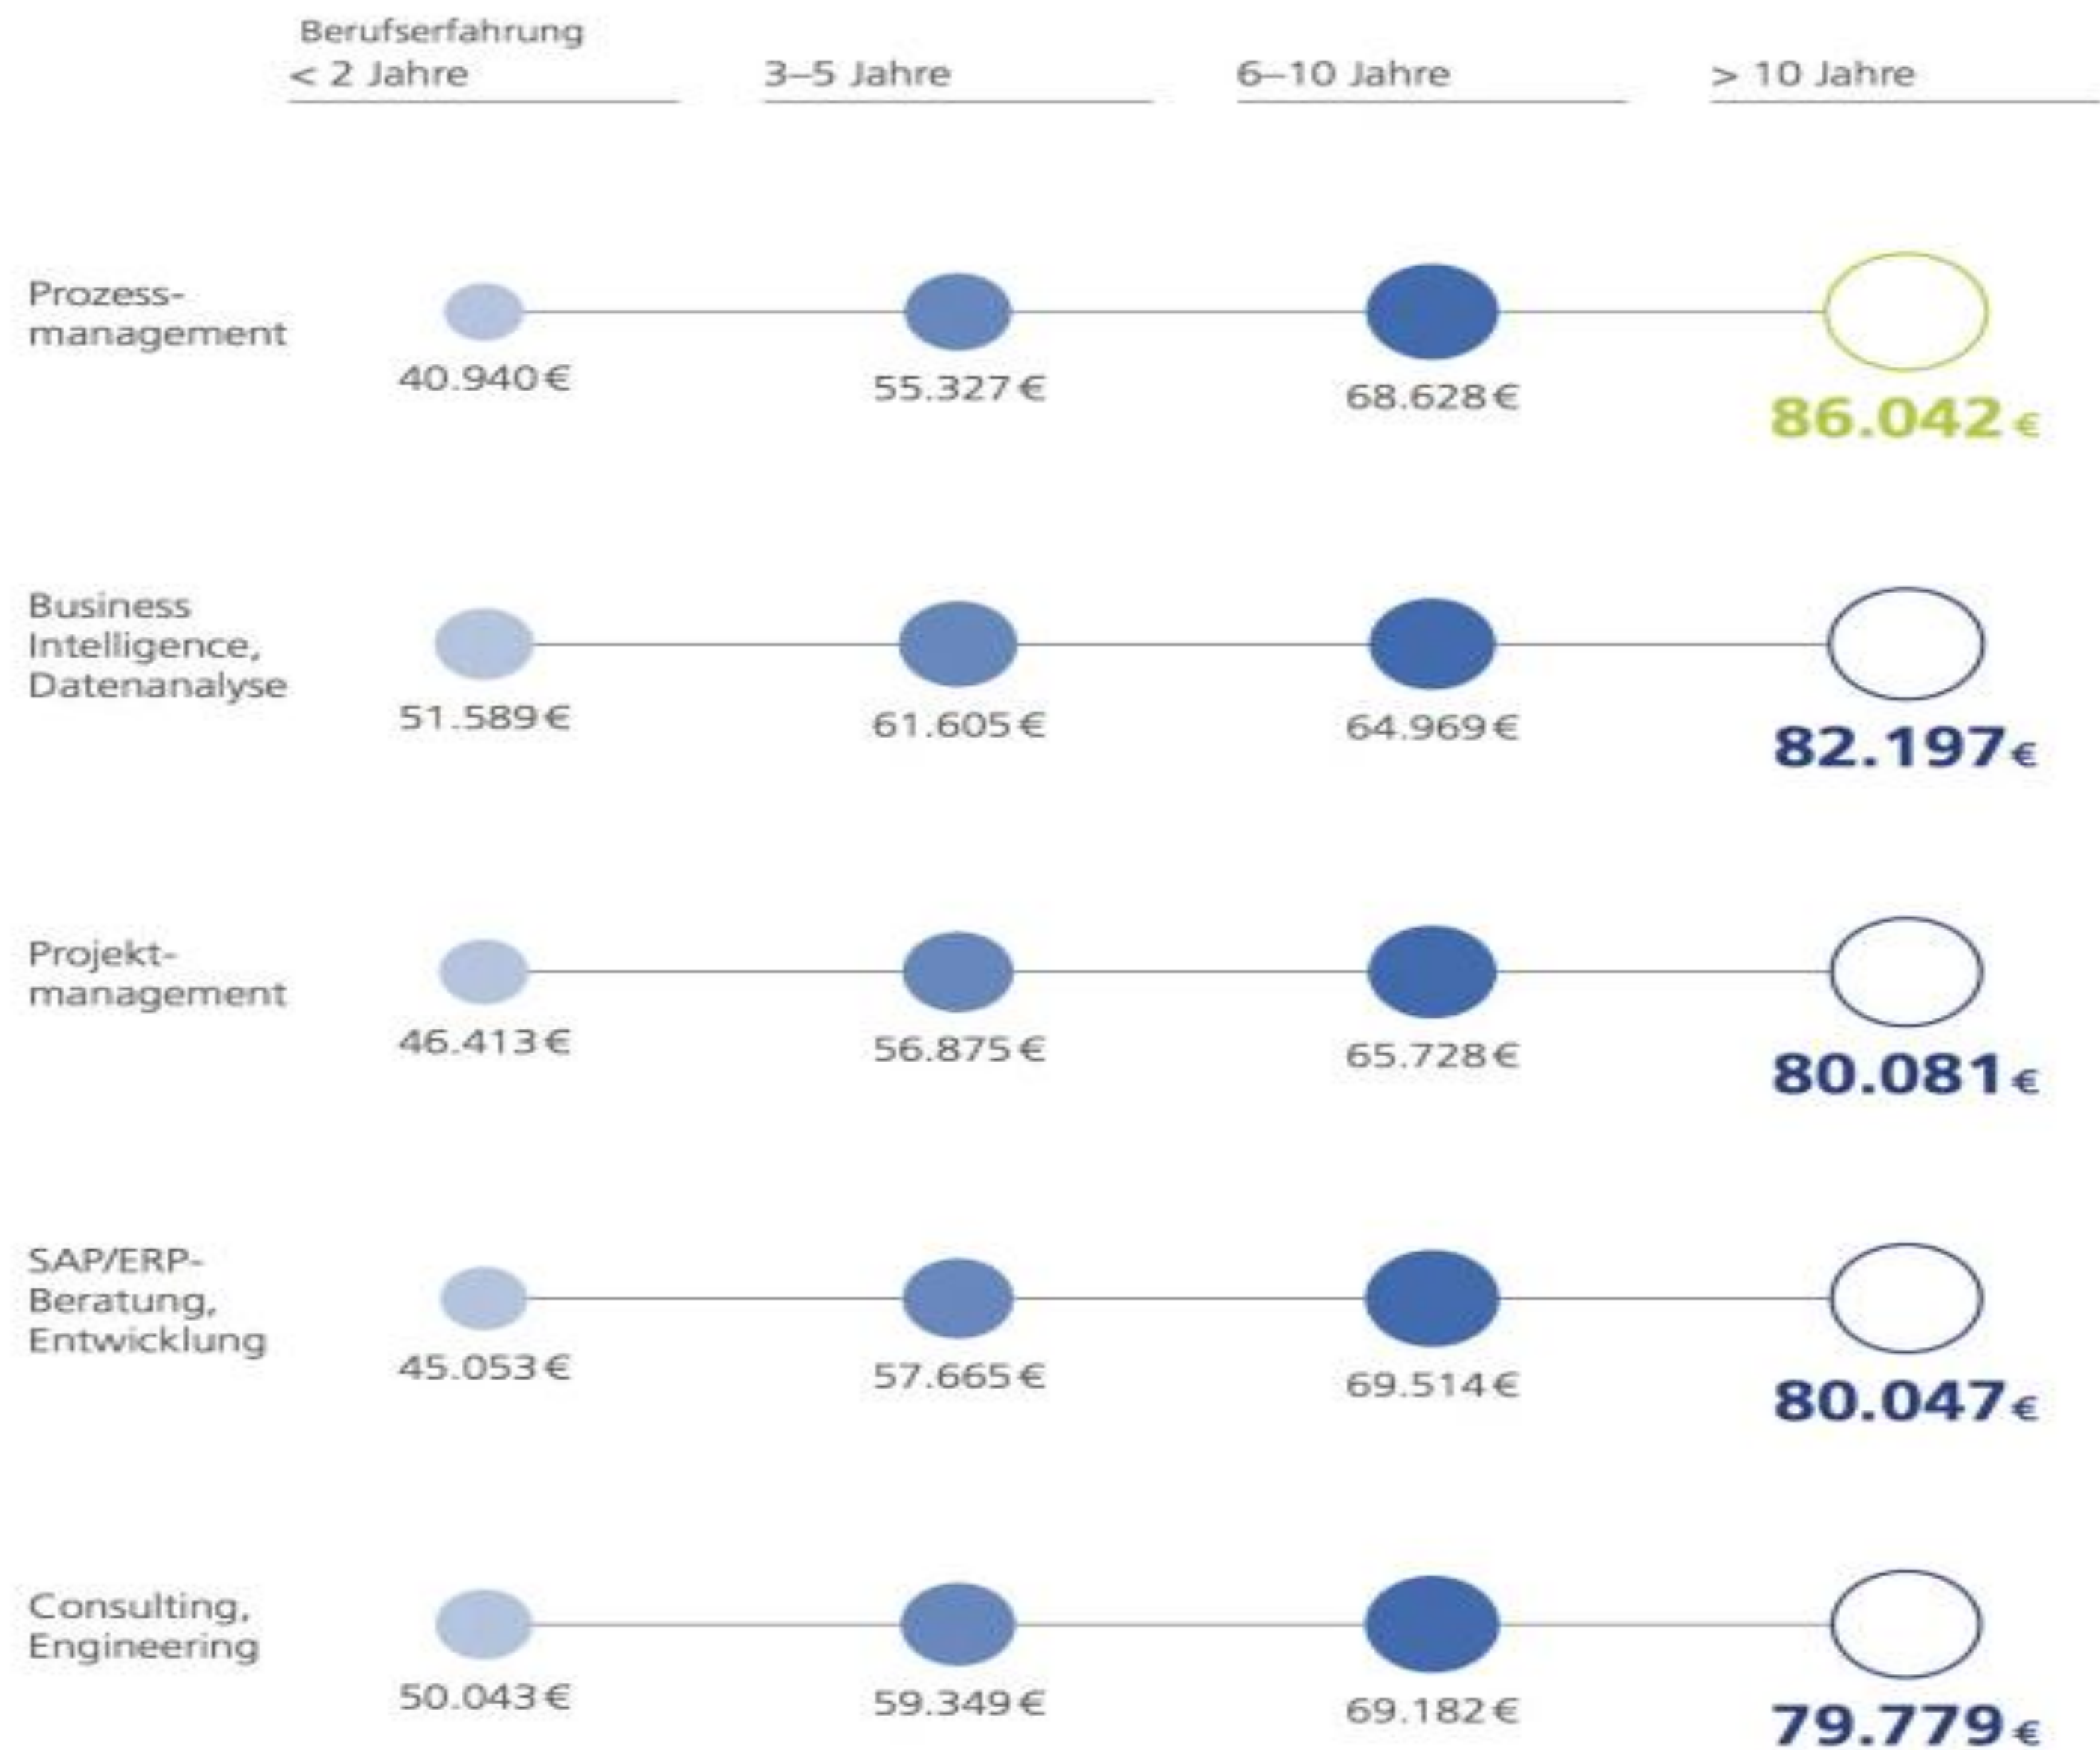 Berufserfahrung
< 2 Jahre
3–5 Jahre
6–10 Jahre
> 10 Jahre
Prozess-
management
40.940 €
55.327 €
68.628 €
86.042 €
Business
Intelligence,
Datenanalyse
51.589 €
61.605 €
64.969 €
82.197 €
Projekt-
management
46.413 €
56.875 €
65.728 €
80.081 €
SAP/ERP-
Beratung,
Entwicklung
45.053 €
57.665 €
69.514 €
80.047 €
Consulting,
Engineering
50.043 €
59.349 €
69.182 €
79.779 €